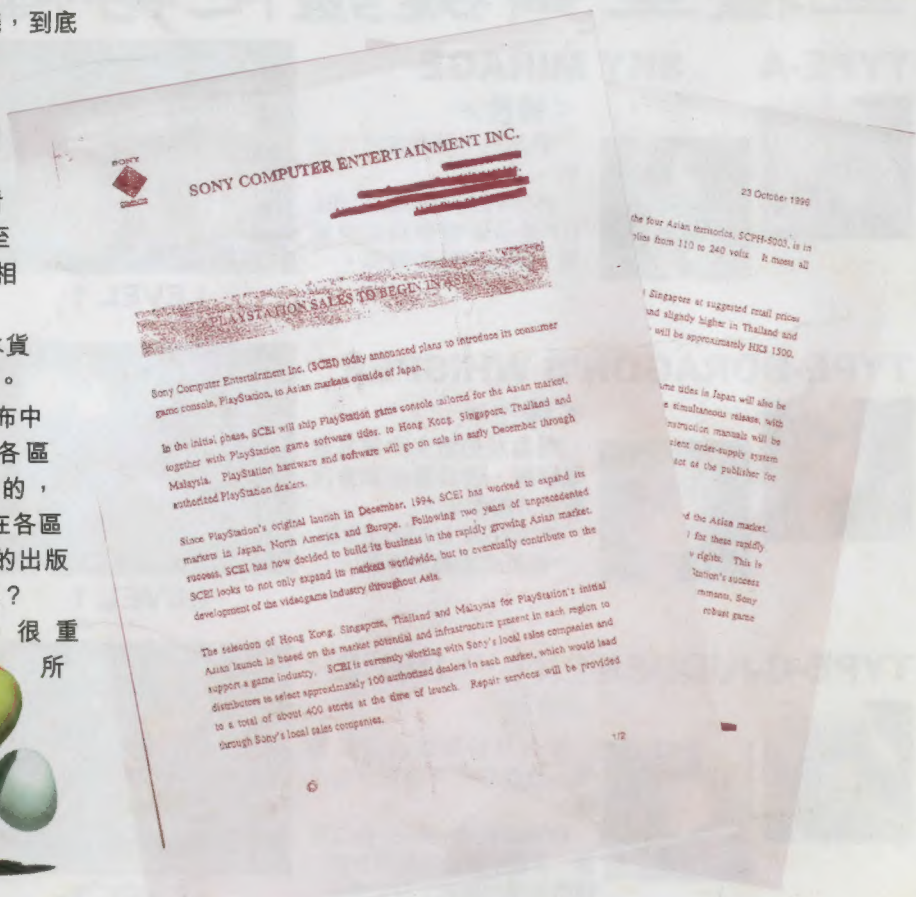 ，到底
至
相
貨
。
布中
各區
的，
在各區
的出版
？
很重
所
SONY
SONY COMPUTER ENTERTAINMENT INC.
PLAYSTATION SALES TO BEGIN IN ASIA
Sony Computer Entertainment Inc. (SCEI) today announced plans to introduce its consumer
game console, PlayStation, to Asian markets outside of Japan.
In the initial phase, SCEI will ship PlayStation game console tailored for the Asian market,
together with PlayStation game software titles, to Hong Kong, Singapore, Thailand and
Malaysia. PlayStation hardware and software will go on sale in early December through
authorized PlayStation dealers.
Since PlayStation's original launch in December, 1994, SCEI has worked to expand its
markets in Japan, North America and Europe. Following two years of unprecedented
success, SCEI has now decided to build its business in the rapidly growing Asian market.
SCEI looks to not only expand its markets worldwide, but to eventually contribute to the
development of the videogame industry throughout Asia.
The selection of Hong Kong, Singapore, Thailand and Malaysia for PlayStation's initial
Asian launch is based on the market potential and infrastructure present in each region to
support a game industry. SCEI is currently working with Sony's local sales companies and
distributors to select approximately 100 authorized dealers in each market, which would lead
to a total of about 400 stores at the time of launch. Repair services will be provided
through Sony's local sales companies.
1/2
23 October 1996
the four Asian territories, SCPH-5003, is in
plies from 110 to 240 volts. It meets all
Singapore at suggested retail prices
and slightly higher in Thailand and
will be approximately HK$ 1500.
me titles in Japan will also be
simultaneous release, with
nstruction manuals will be
cient order-supply system
act as the publisher for
d the Asian market.
for these rapidly
rights. This is
Station's success
mments, Sony
robust game